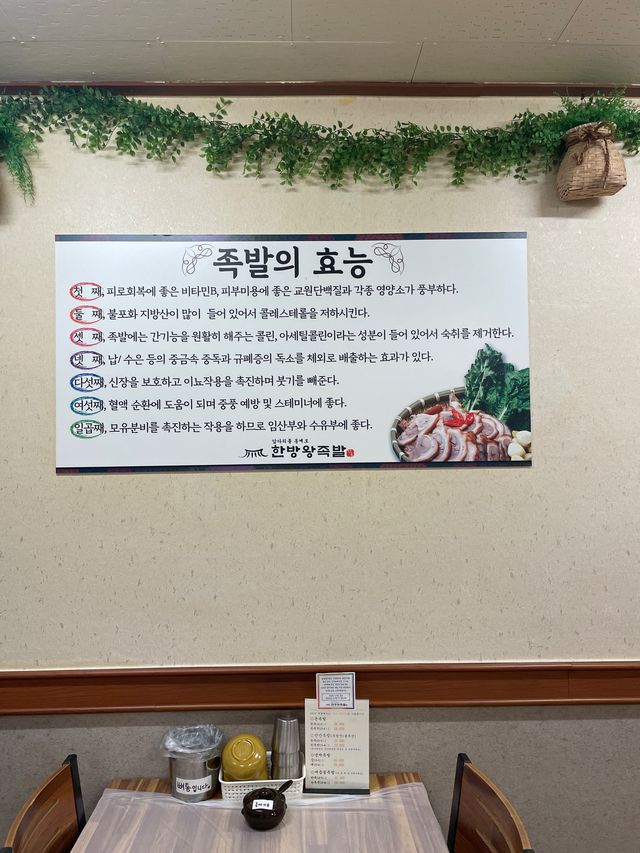 족발의 효능
첫 째, 피로회복에 좋은 비타민B, 피부미용에 좋은 교원단백질과 각종 영양소가 풍부하다.
둘 째, 불포화 지방산이 많이 들어 있어서 콜레스테롤을 저하시킨다.
셋 째, 족발에는 간기능을 원활히 해주는 콜린, 아세틸콜린이라는 성분이 들어 있어서 숙취를 제거한다.
넷 째, 납/ 수은 등의 중금속 중독과 규폐증의 독소를 체외로 배출하는 효과가 있다.
다섯째, 신장을 보호하고 이뇨작용을 촉진하며 붓기를 빼준다.
여섯째, 혈액 순환에 도움이 되며 중풍 예방 및 스테미너에 좋다.
일곱째, 모유분비를 촉진하는 작용을 하므로 임산부와 수유부에 좋다.
한방왕족발
뼈통입니다